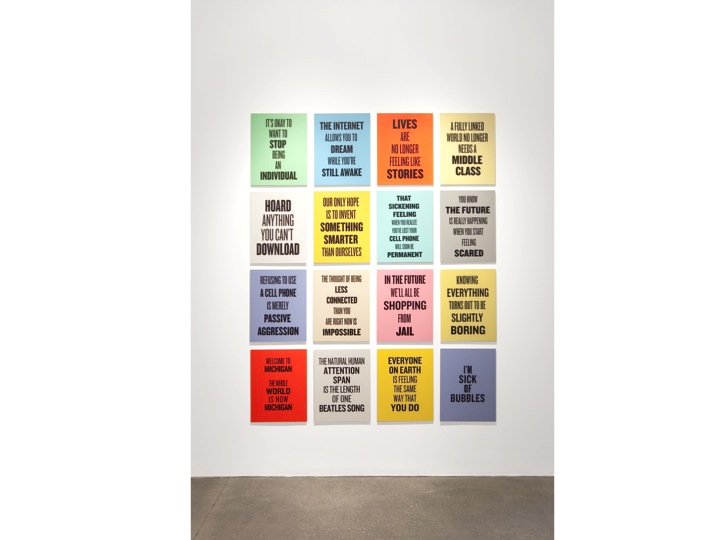 IT'S OKAY TO
WANT TO
STOP
BEING
AN
INDIVIDUAL
THE INTERNET
ALLOWS YOU TO
DREAM
WHILE YOU'RE
STILL AWAKE
LIVES
ARE
NO LONGER
FEELING LIKE
STORIES
A FULLY LINKED
WORLD NO LONGER
NEEDS A
MIDDLE
CLASS
HOARD
ANYTHING
YOU CAN'T
DOWNLOAD
OUR ONLY HOPE
IS TO INVENT
SOMETHING
SMARTER
THAN OURSELVES
THAT
SICKENING
FEELING
WHEN YOU REALIZE
YOU'VE LOST YOUR
CELL PHONE
WILL SOON BE
PERMANENT
YOU KNOW
THE FUTURE
IS REALLY HAPPENING
WHEN YOU START
FEELING
SCARED
REFUSING TO USE
A CELL PHONE
IS MERELY
PASSIVE
AGGRESSION
THE THOUGHT OF BEING
LESS
CONNECTED
THAN YOU
ARE RIGHT NOW IS
IMPOSSIBLE
IN THE FUTURE
WE'LL ALL BE
SHOPPING
FROM
JAIL
KNOWING
EVERYTHING
TURNS OUT TO BE
SLIGHTLY
BORING
WELCOME TO
MICHIGAN
THE WHOLE
WORLD
IS NOW
MICHIGAN
THE NATURAL HUMAN
ATTENTION
SPAN
IS THE LENGTH
OF ONE
BEATLES SONG
EVERYONE
ON EARTH
IS FEELING
THE SAME
WAY THAT
YOU DO
I'M
SICK
OF
BUBBLES